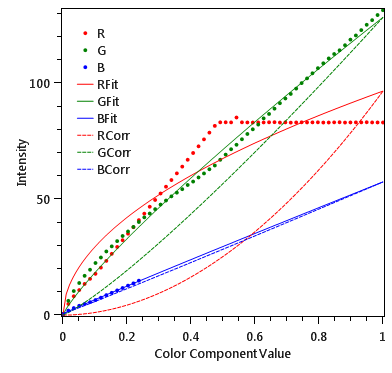 R
G
B
RFit
GFit
BFit
RCorr
GCorr
BCorr
100
50
0
Intensity
0 0.2 0.4 0.6 0.8 1
Color Component Value